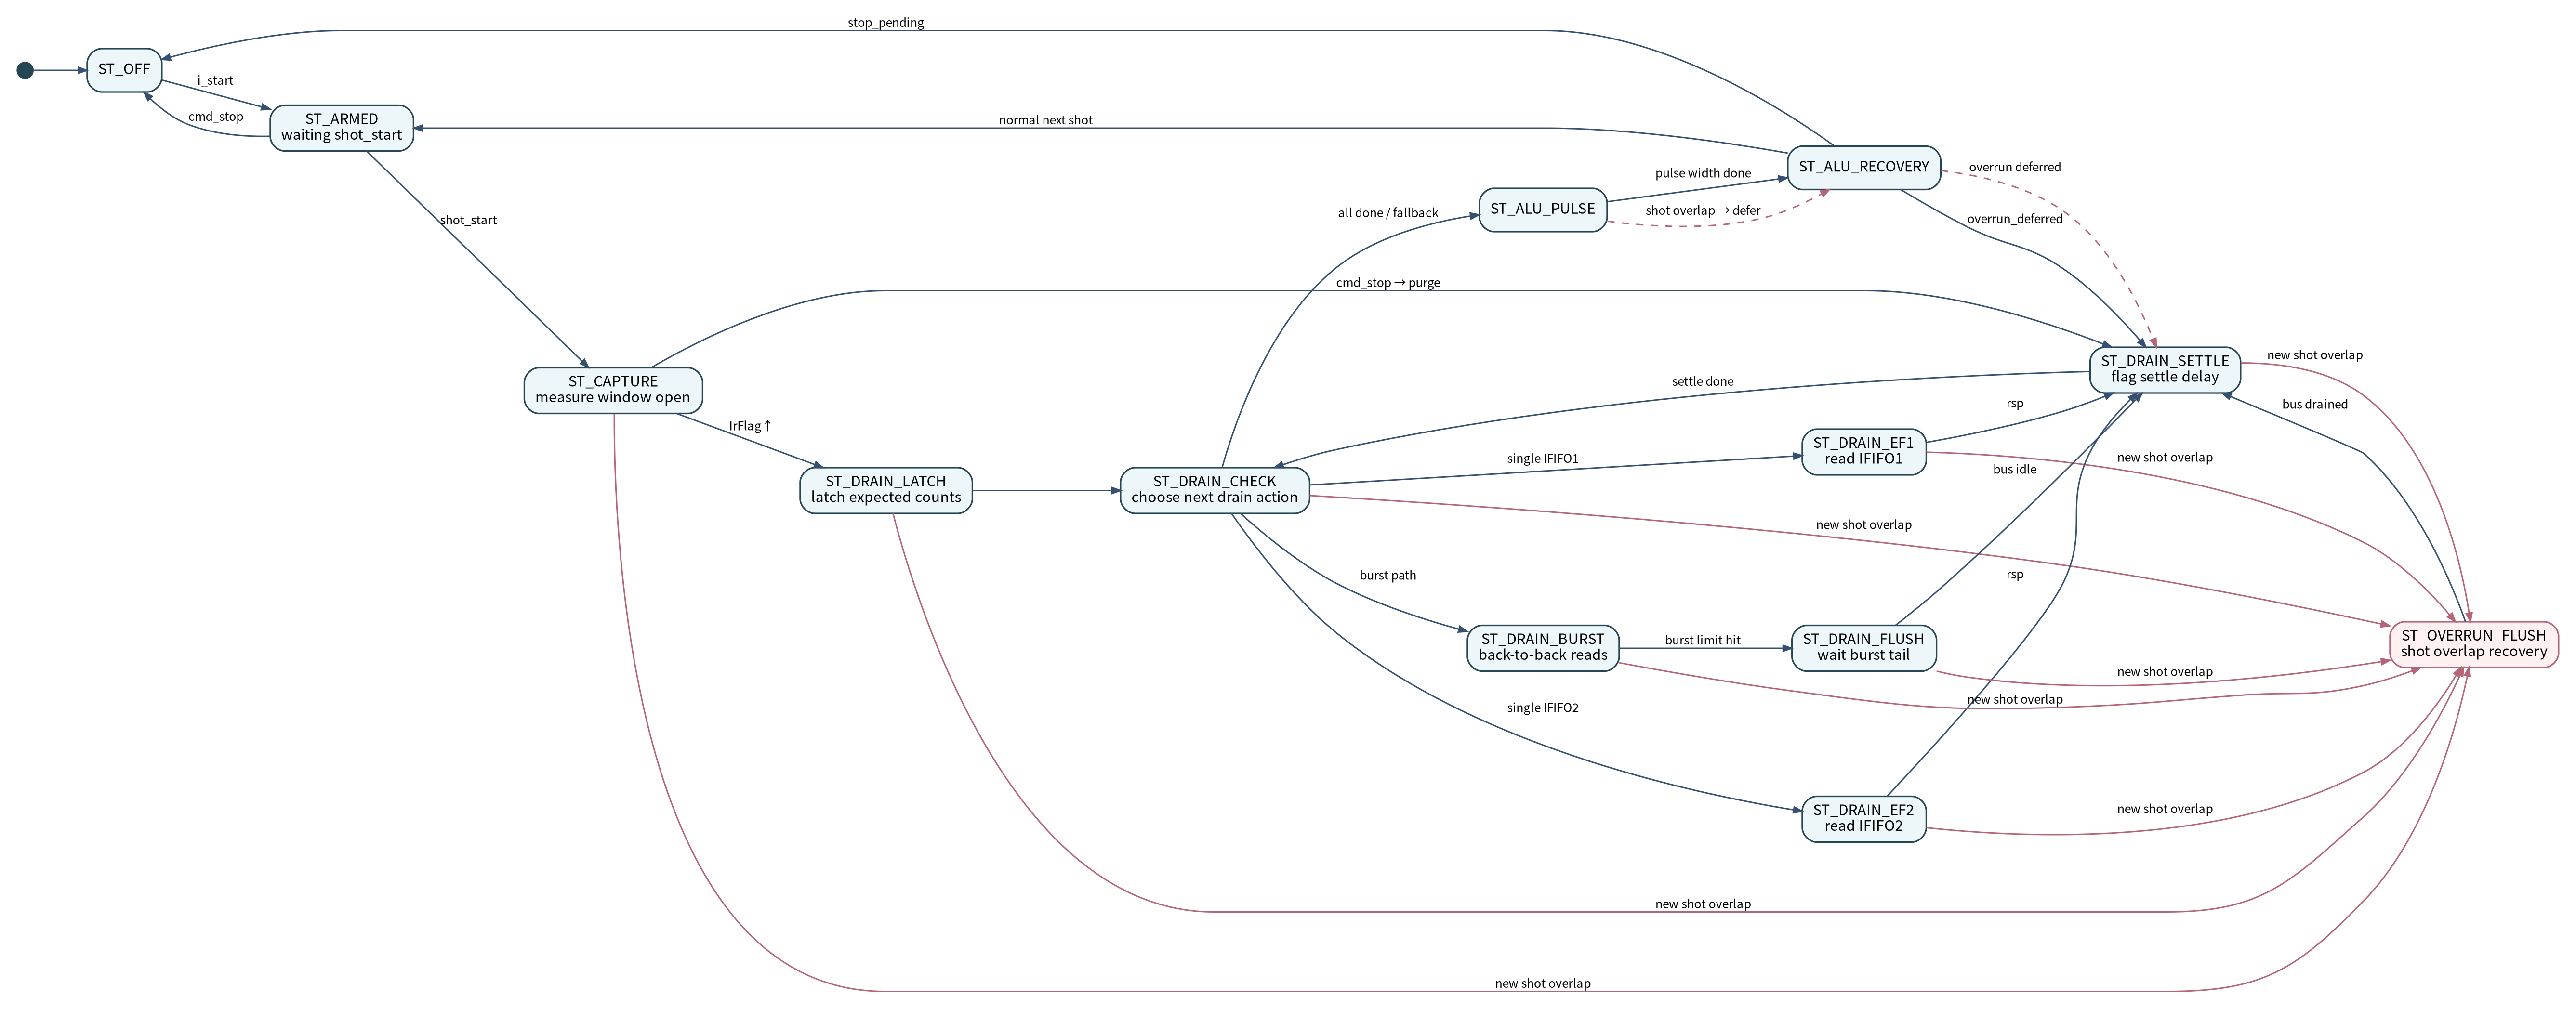 stop_pending
ST_OFF
i_start
cmd_stop
ST_ARMED
waiting shot_start
normal next shot
ST_ALU_RECOVERY
overrun deferred
pulse width done
ST_ALU_PULSE
shot overlap → defer
all done / fallback
overrun_deferred
shot_start
cmd_stop → purge
ST_DRAIN_SETTLE
flag settle delay
new shot overlap
ST_CAPTURE
measure window open
settle done
rsp
bus drained
IrFlag ↑
ST_DRAIN_EF1
read IFIFO1
single IFIFO1
new shot overlap
bus idle
ST_DRAIN_LATCH
latch expected counts
ST_DRAIN_CHECK
choose next drain action
new shot overlap
burst path
rsp
ST_DRAIN_BURST
back-to-back reads
burst limit hit
ST_DRAIN_FLUSH
wait burst tail
ST_OVERRUN_FLUSH
shot overlap recovery
new shot overlap
new shot overlap
single IFIFO2
ST_DRAIN_EF2
read IFIFO2
new shot overlap
new shot overlap
new shot overlap